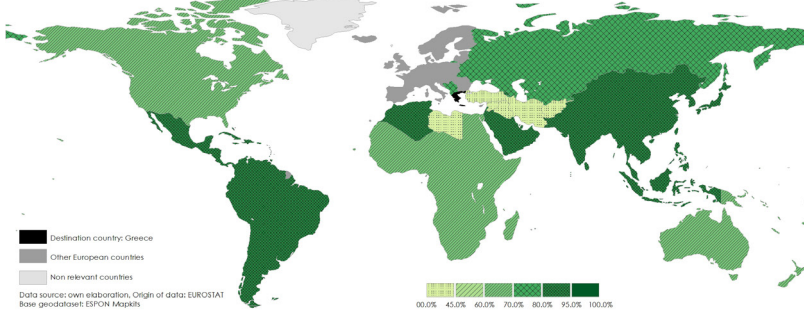 Destination country: Greece
Other European countries
Non relevant countries
Data source: own elaboration, Origin of data: EUROSTAT
Base geodataset: ESPON Mapkits
00.0% 45.0% 60.0% 70.0% 80.0% 95.0% 100.0%